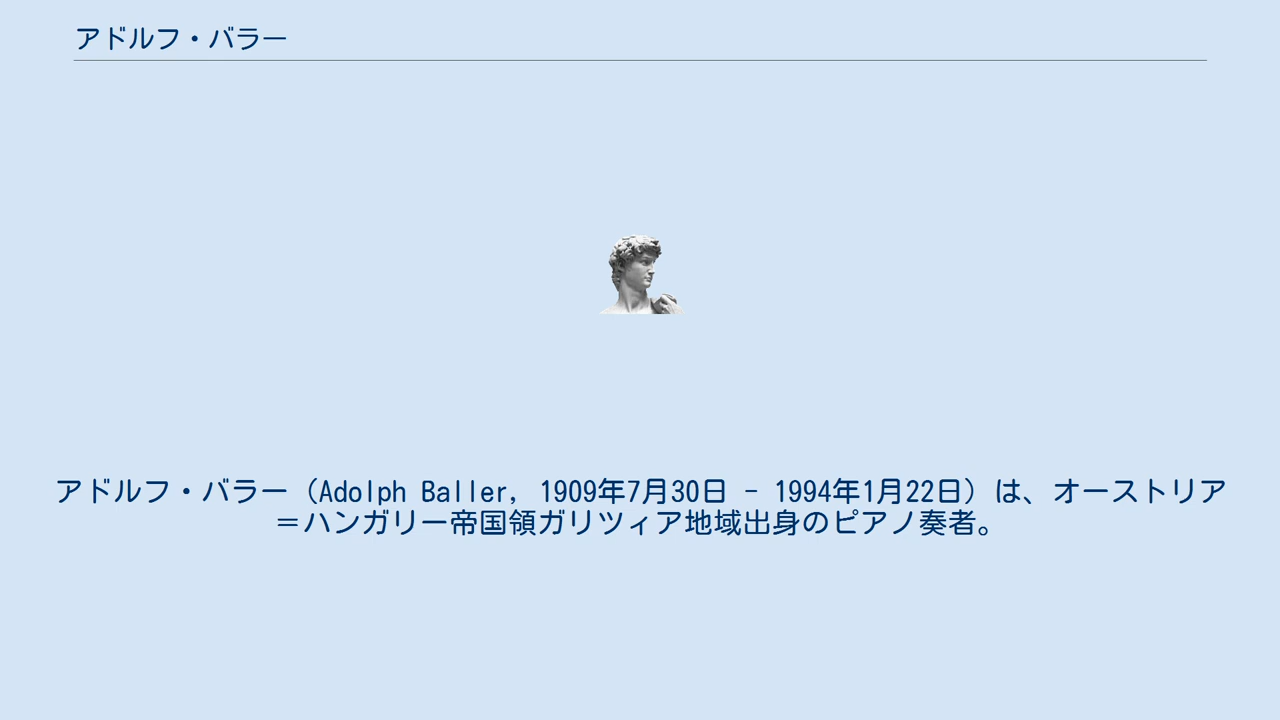 アドルフ・バラー
アドルフ・バラー（Adolph Baller, 1909年7月30日 - 1994年1月22日）は、オーストリア
＝ハンガリー帝国領ガリツィア地域出身のピアノ奏者。